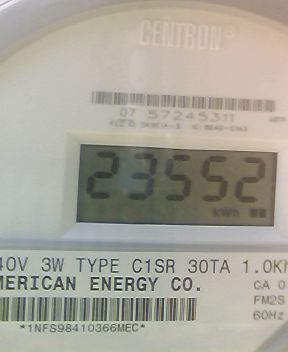 CENTRON®
07 57245311
23552
kWh
40V 3W TYPE C1SR 30TA 1.0K
MERICAN ENERGY CO.
CA 0
FM2S
60Hz
*1NFS98410366MEC*